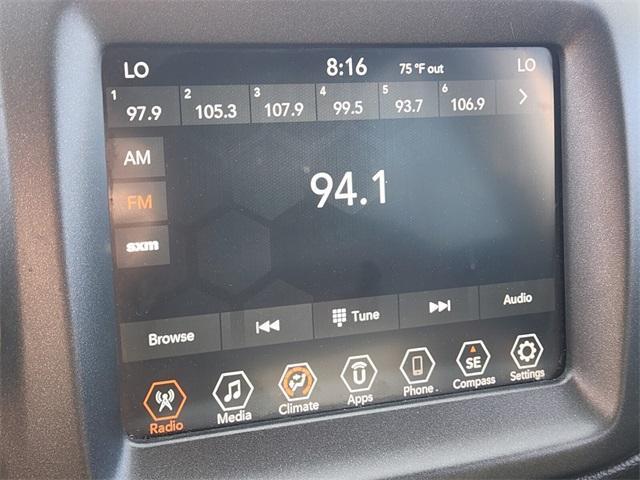 LO 8:16 75 °F out LO
1 97.9 2 105.3 3 107.9 4 99.5 5 93.7 6 106.9
AM
94.1
FM
sxm
Browse Tune Audio
Radio Media Climate Apps Phone SE Compass Settings